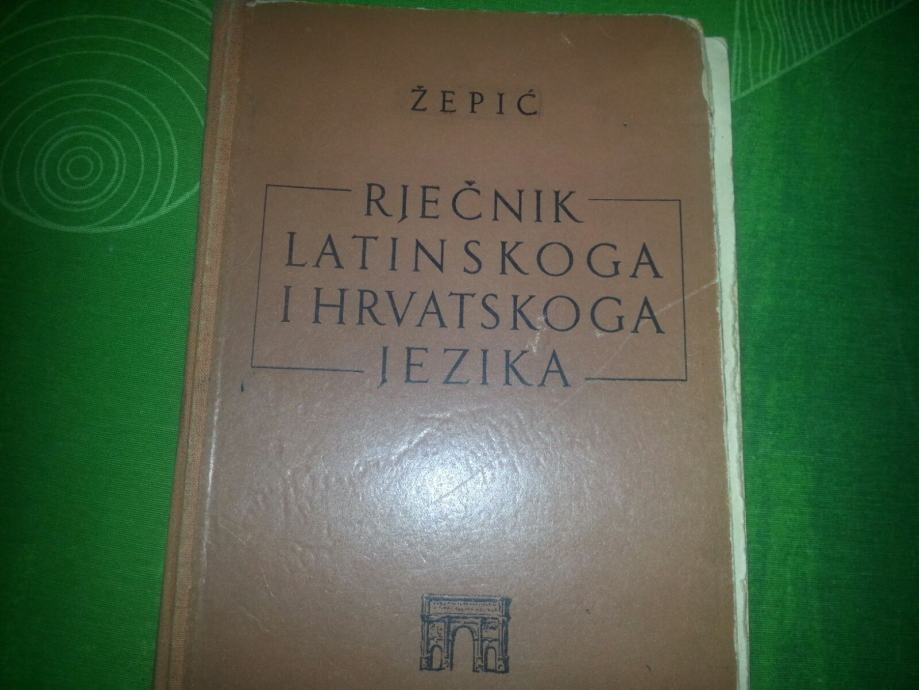 ŽEPIĆ
RJEČNIK
LATINSKOGA
I HRVATSKOGA
JEZIKA